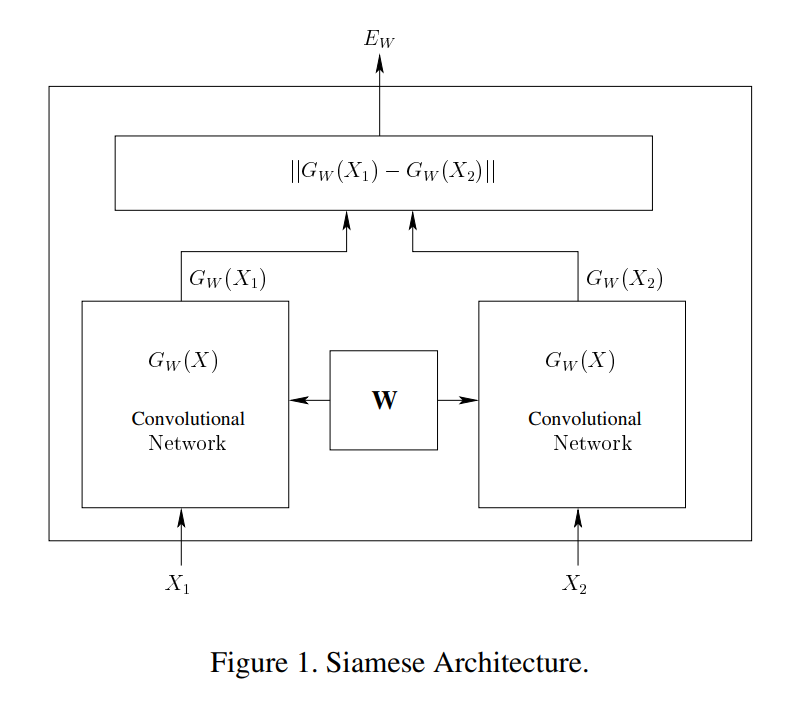 E_W
||G_W(X_1) − G_W(X_2)||
G_W(X_1)
G_W(X_2)
G_W(X)
Convolutional
Network
W
G_W(X)
Convolutional
Network
X_1
X_2
Figure 1. Siamese Architecture.